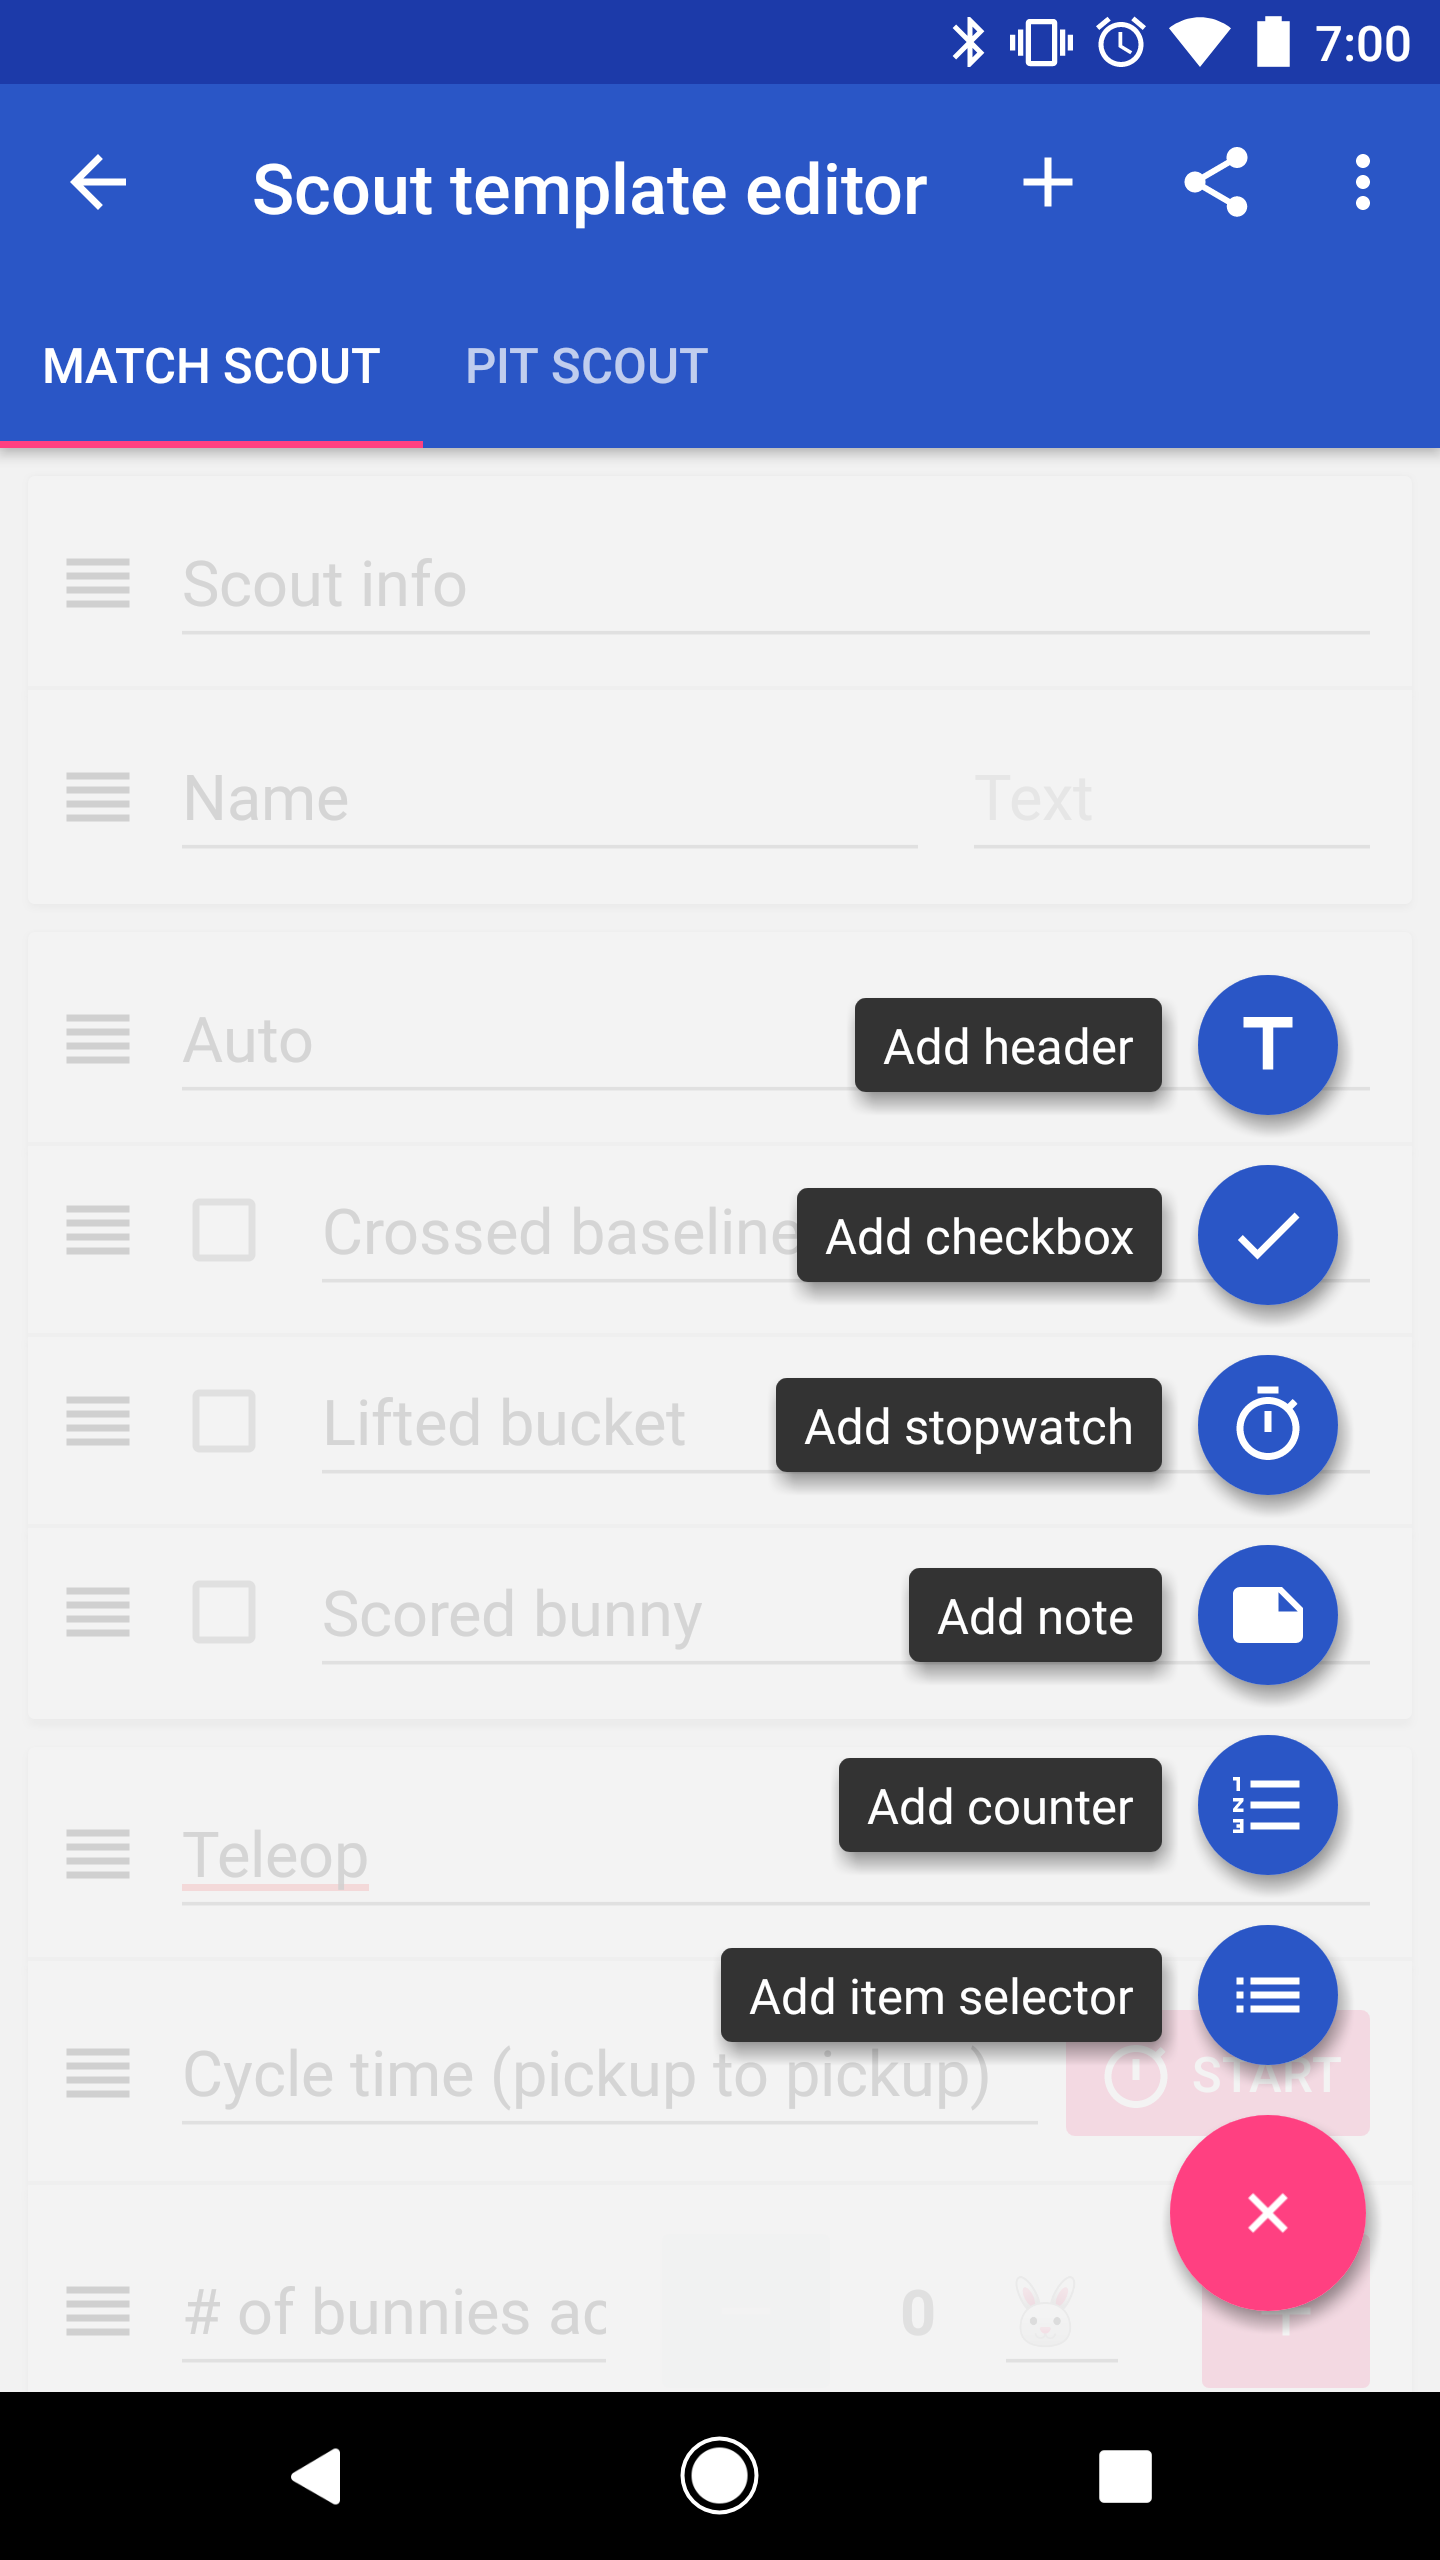 7:00
Scout template editor
MATCH SCOUT PIT SCOUT
Scout info
Name Text
Auto Add header
Crossed baseline Add checkbox
Lifted bucket Add stopwatch
Scored bunny Add note
Add counter
Teleop
Add item selector
Cycle time (pickup to pickup) START
# of bunnies ac 0